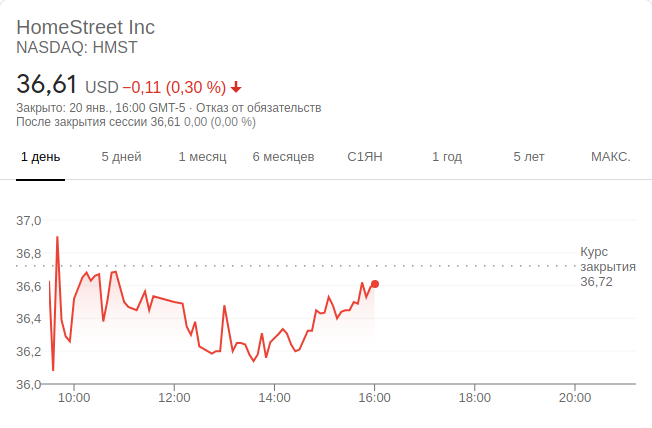 HomeStreet Inc
NASDAQ: HMST
36,61 USD −0,11 (0,30 %)
Закрыто: 20 янв., 16:00 GMT-5 · Отказ от обязательств
После закрытия сессии 36,61 0,00 (0,00 %)
1 день 5 дней 1 месяц 6 месяцев С1ЯН 1 год 5 лет МАКС.
37,0
36,8
36,6
36,4
36,2
36,0
Курс
закрытия
36,72
10:00 12:00 14:00 16:00 18:00 20:00